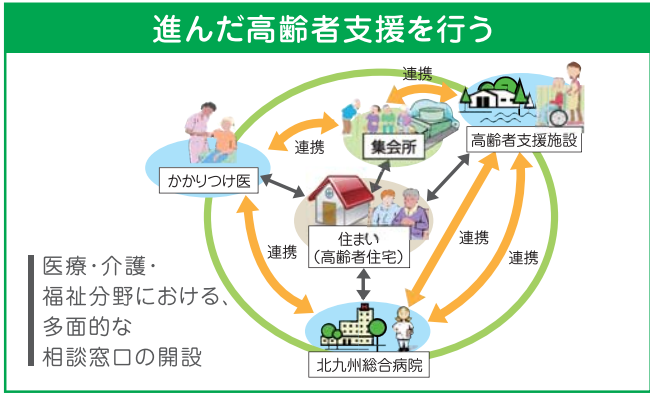 進んだ高齢者支援を行う
連携
集会所
連携
高齢者支援施設
かかりつけ医
住まい
(高齢者住宅)
連携
連携
連携
医療・介護・
福祉分野における、
多面的な
相談窓口の開設
北九州総合病院